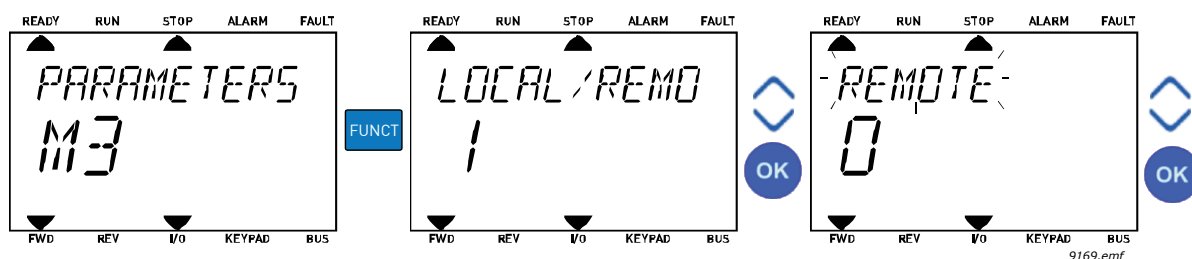 READY RUN STOP ALARM FAULT
PARAMETERS
M3
FWD REV I/O KEYPAD BUS
FUNCT
READY RUN STOP ALARM FAULT
LOCAL/REMO
1
FWD REV I/O KEYPAD BUS
OK
READY RUN STOP ALARM FAULT
REMOTE
0
FWD REV I/O KEYPAD BUS
OK
9169.emf